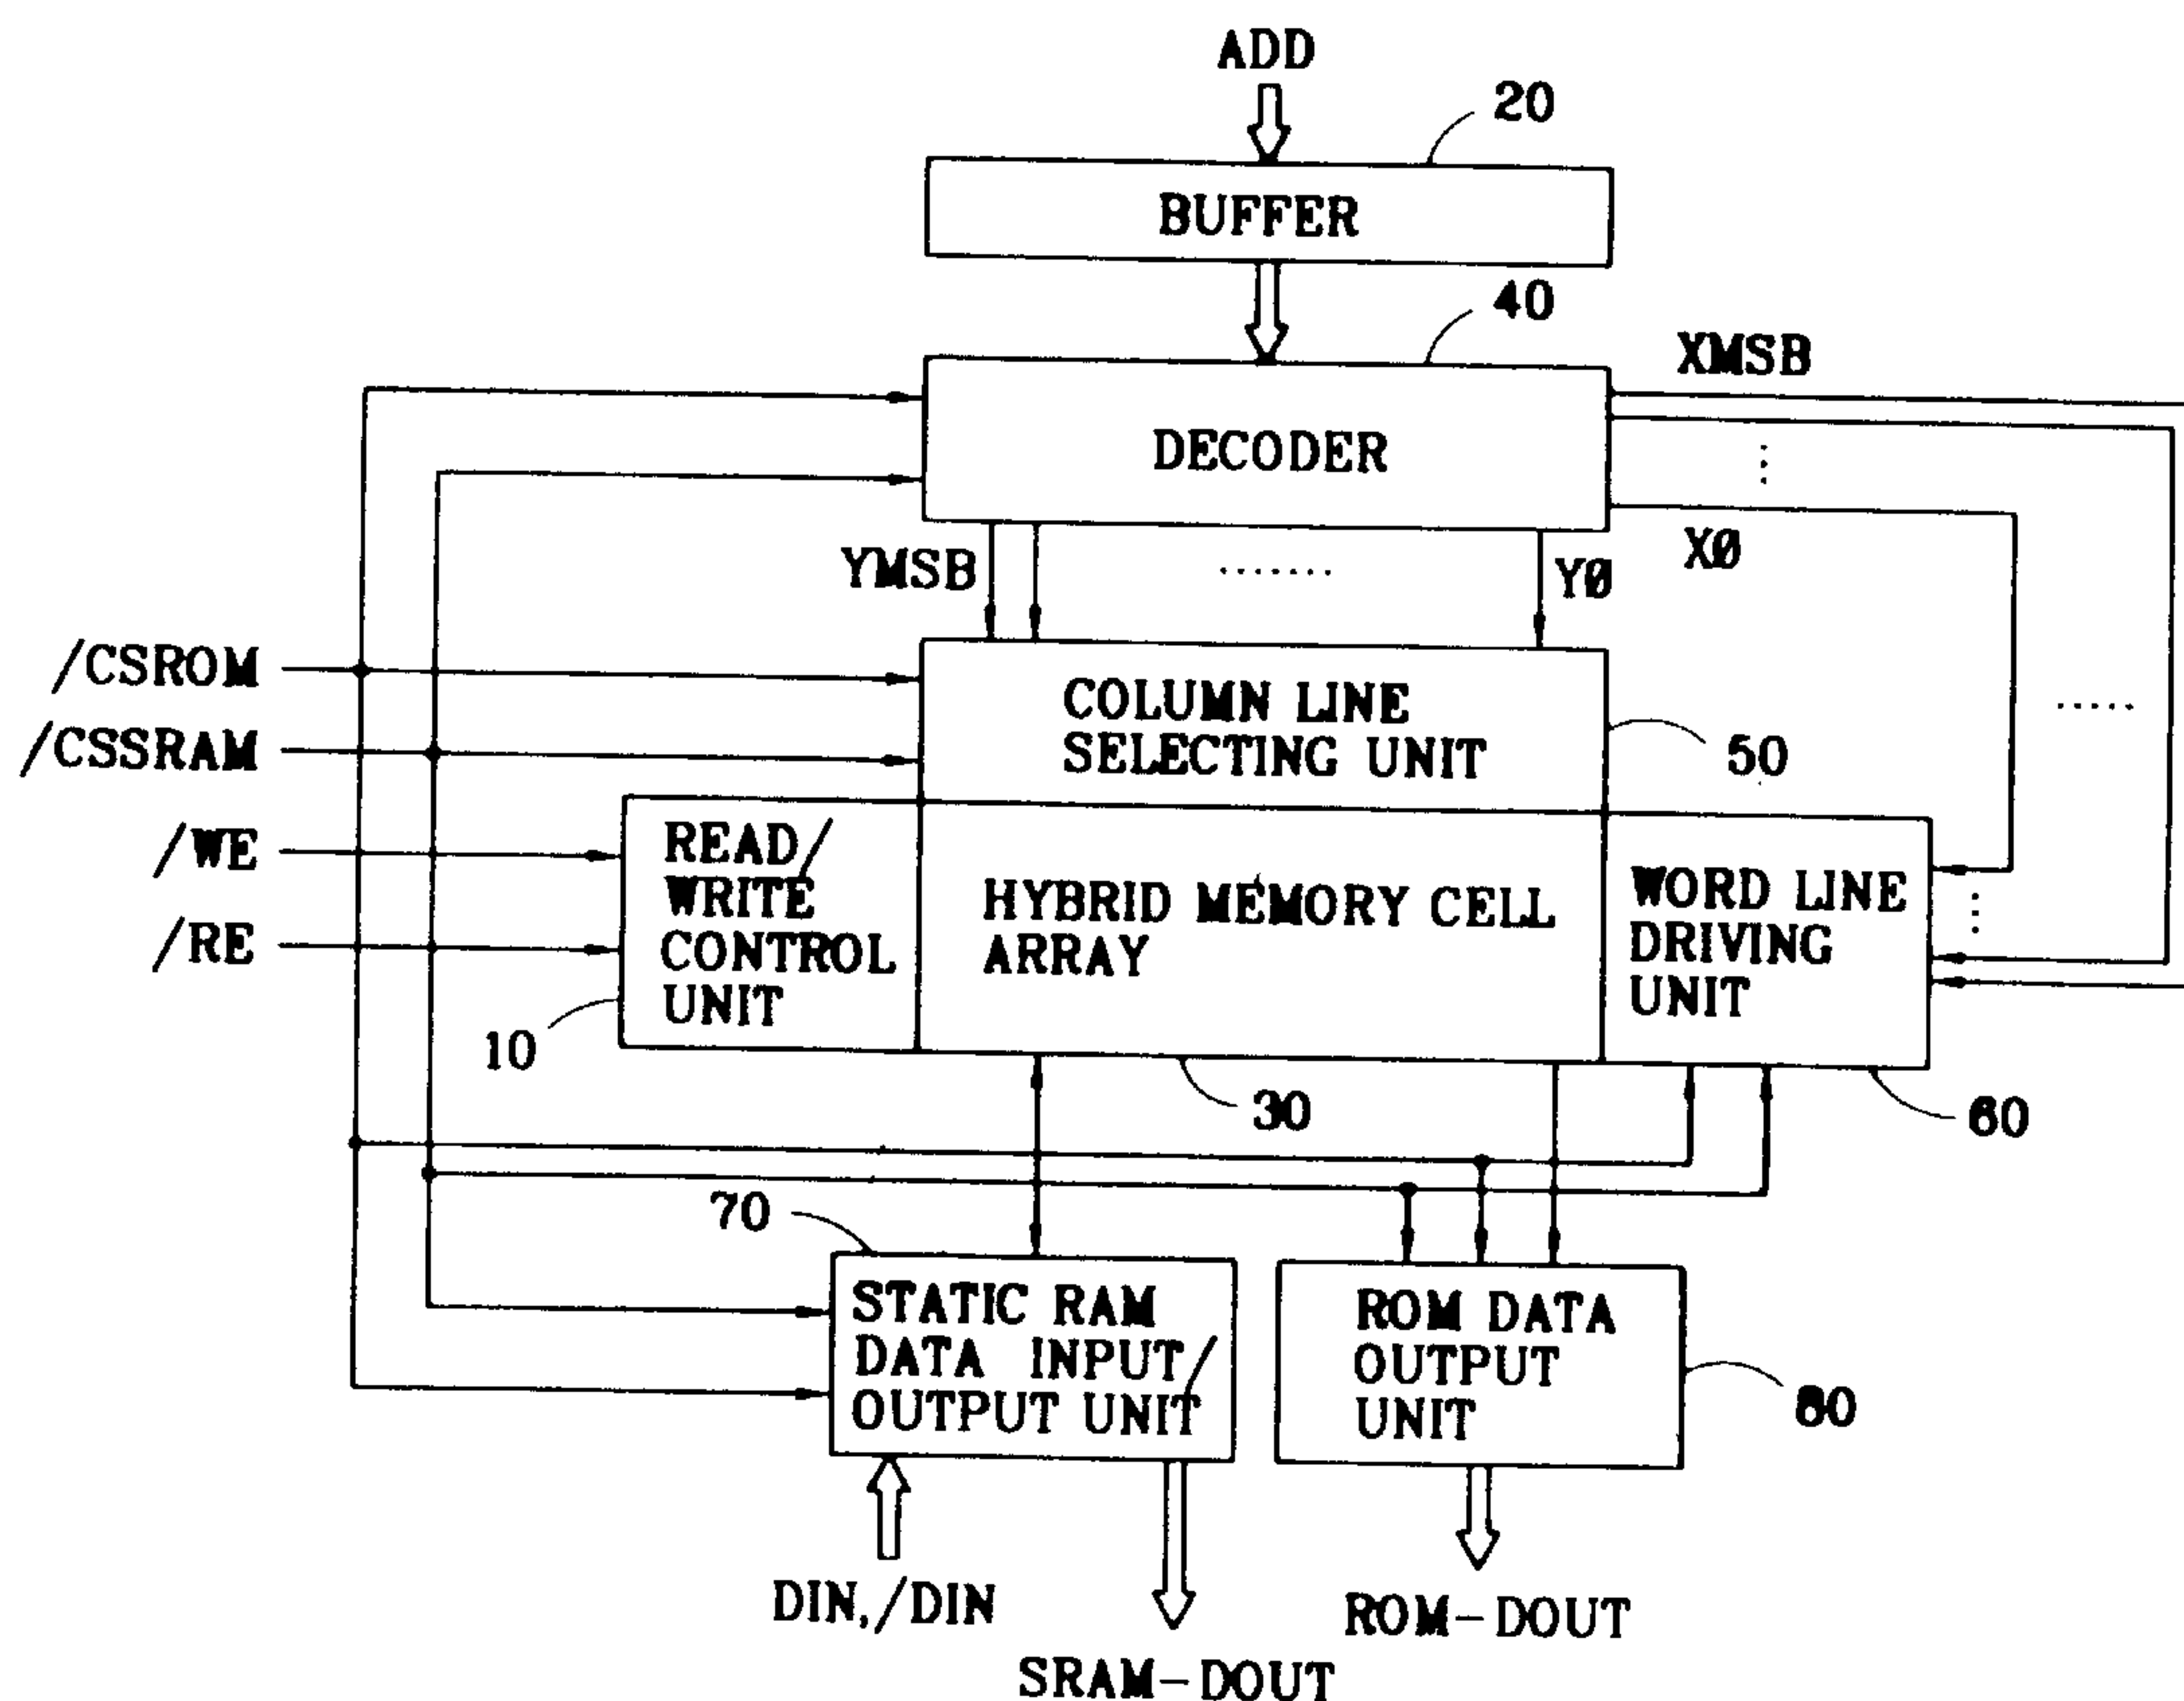 ADD
20
BUFFER
40
XMSB
DECODER
X0
YMSB
Y0
/CSROM
/CSSRAM
COLUMN LINE
SELECTING UNIT
50
/WE
/RE
READ/
WRITE
CONTROL
UNIT
HYBRID MEMORY CELL
ARRAY
WORD LINE
DRIVING
UNIT
10
30
60
70
STATIC RAM
DATA INPUT/
OUTPUT UNIT
ROM DATA
OUTPUT
UNIT
80
DIN,/DIN
SRAM-DOUT
ROM-DOUT